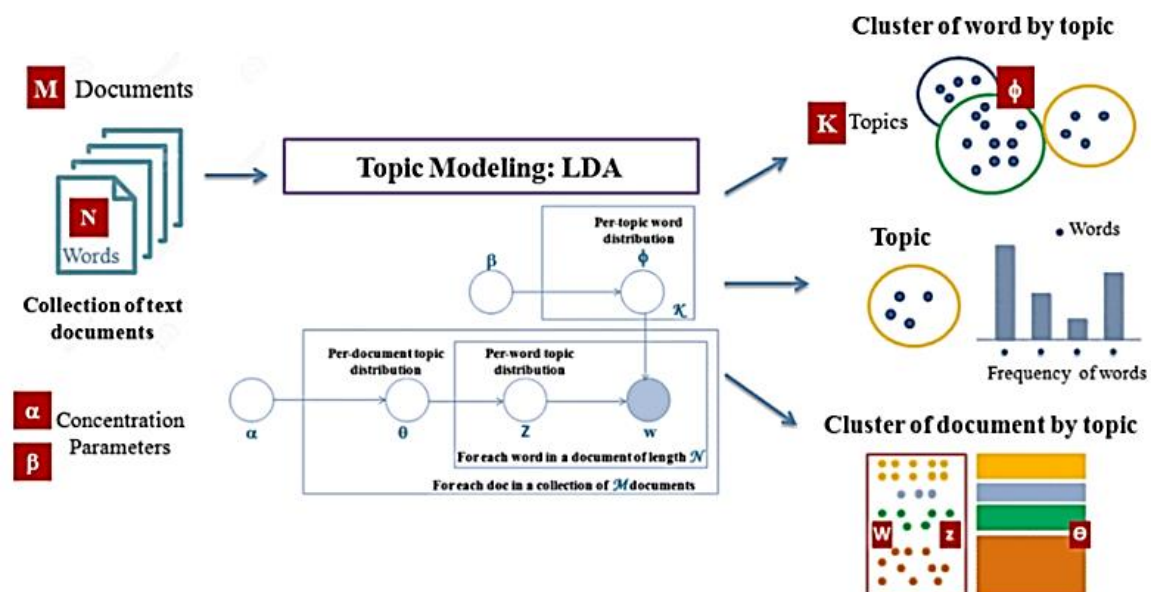 M Documents
N
Words
Collection of text
documents
α Concentration
β Parameters
Topic Modeling: LDA
Per-topic word
distribution
β
ϕ
K
Per-document topic
distribution
Per-word topic
distribution
α
θ
Z
w
For each word in a document of length N
For each doc in a collection of M documents
Cluster of word by topic
ϕ
K Topics
Topic
Words
Frequency of words
Cluster of document by topic
W
z
Θ